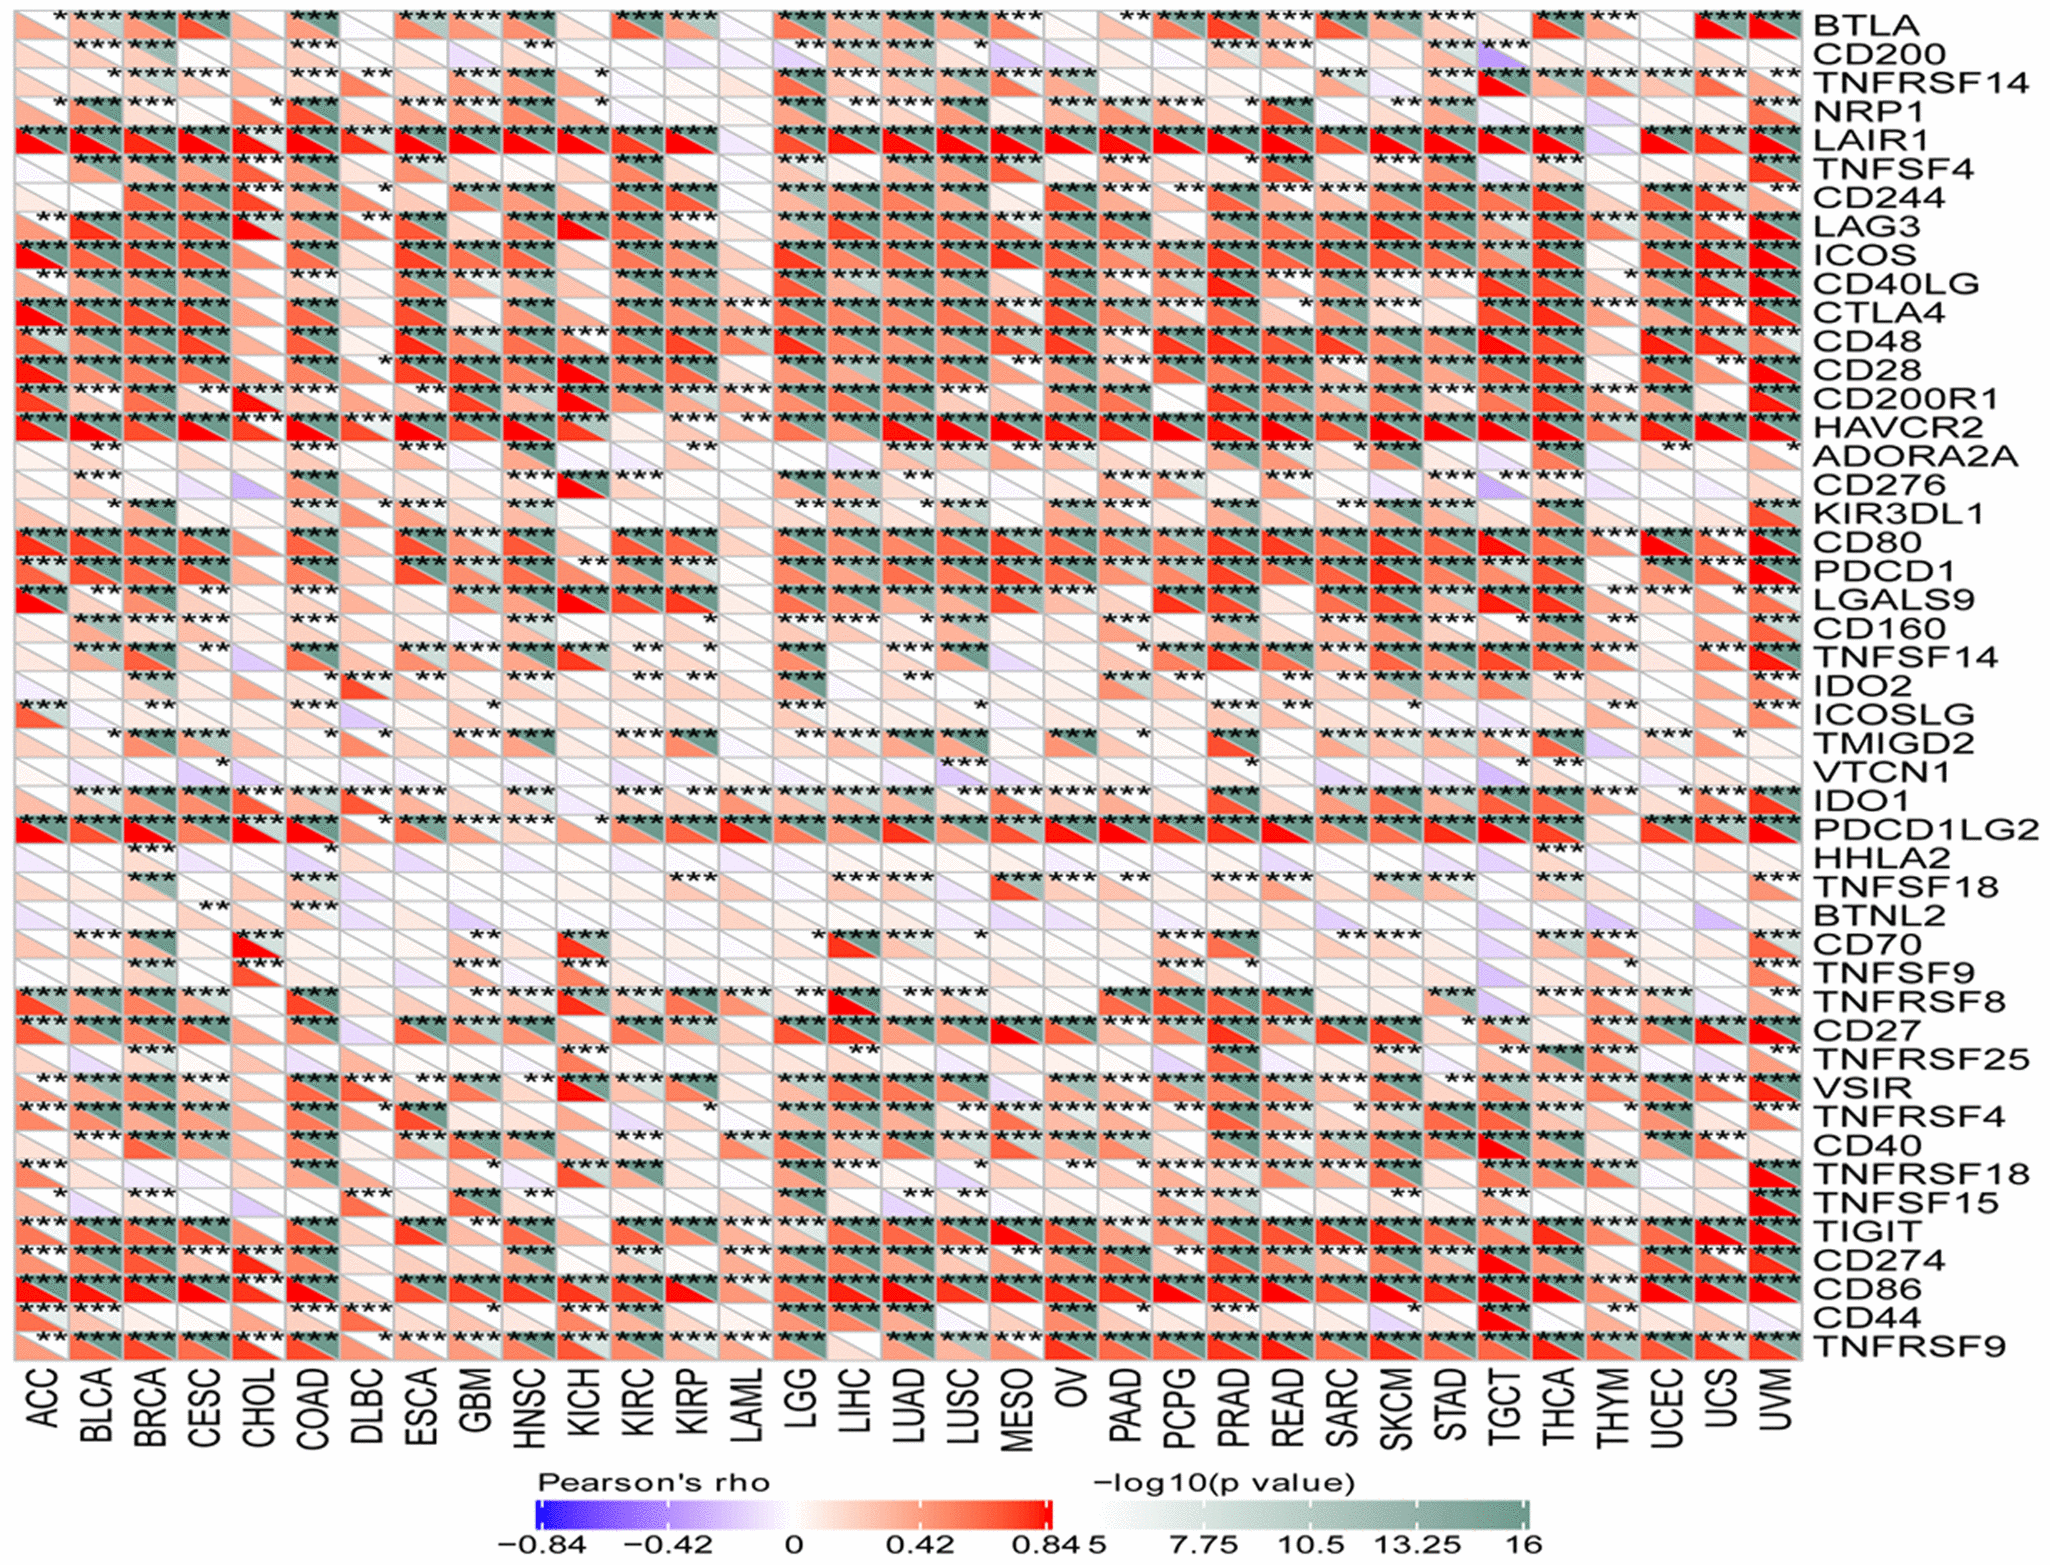 BTLA
CD200
TNFRSF14
NRP1
LAIR1
TNFSF4
CD244
LAG3
ICOS
CD40LG
CTLA4
CD48
CD28
CD200R1
HAVCR2
ADORA2A
CD276
KIR3DL1
CD80
PDCD1
LGALS9
CD160
TNFSF14
IDO2
ICOSLG
TMIGD2
VTCN1
IDO1
PDCD1LG2
HHLA2
TNFSF18
BTNL2
CD70
TNFSF9
TNFRSF8
CD27
TNFRSF25
VSIR
TNFRSF4
CD40
TNFRSF18
TNFSF15
TIGIT
CD274
CD86
CD44
TNFRSF9
ACC BLCA BRCA CESC CHOL COAD DLBC ESCA GBM HNSC KICH KIRC KIRP LAML LGG LIHC LUAD LUSC MESO OV PAAD PCPG PRAD READ SARC SKCM STAD TGCT THCA THYM UCEC UCS UVM
Pearson's rho −log10(p value)
−0.84 −0.42 0 0.42 0.84 5 7.75 10.5 13.25 16